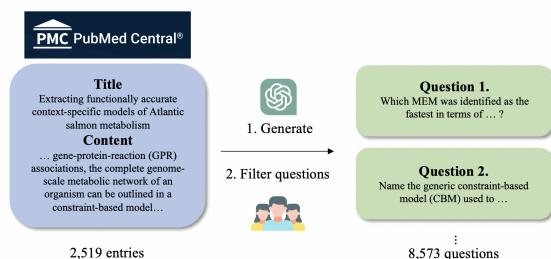 PMC PubMed Central®
Title
Extracting functionally accurate
context-specific models of Atlantic
salmon metabolism
Content
… gene-protein-reaction (GPR)
associations, the complete genome-
scale metabolic network of an
organism can be outlined in a
constraint-based model…
2,519 entries
1. Generate
2. Filter questions
Question 1.
Which MEM was identified as the
fastest in terms of … ?
Question 2.
Name the generic constraint-based
model (CBM) used to …
⋮
8,573 questions